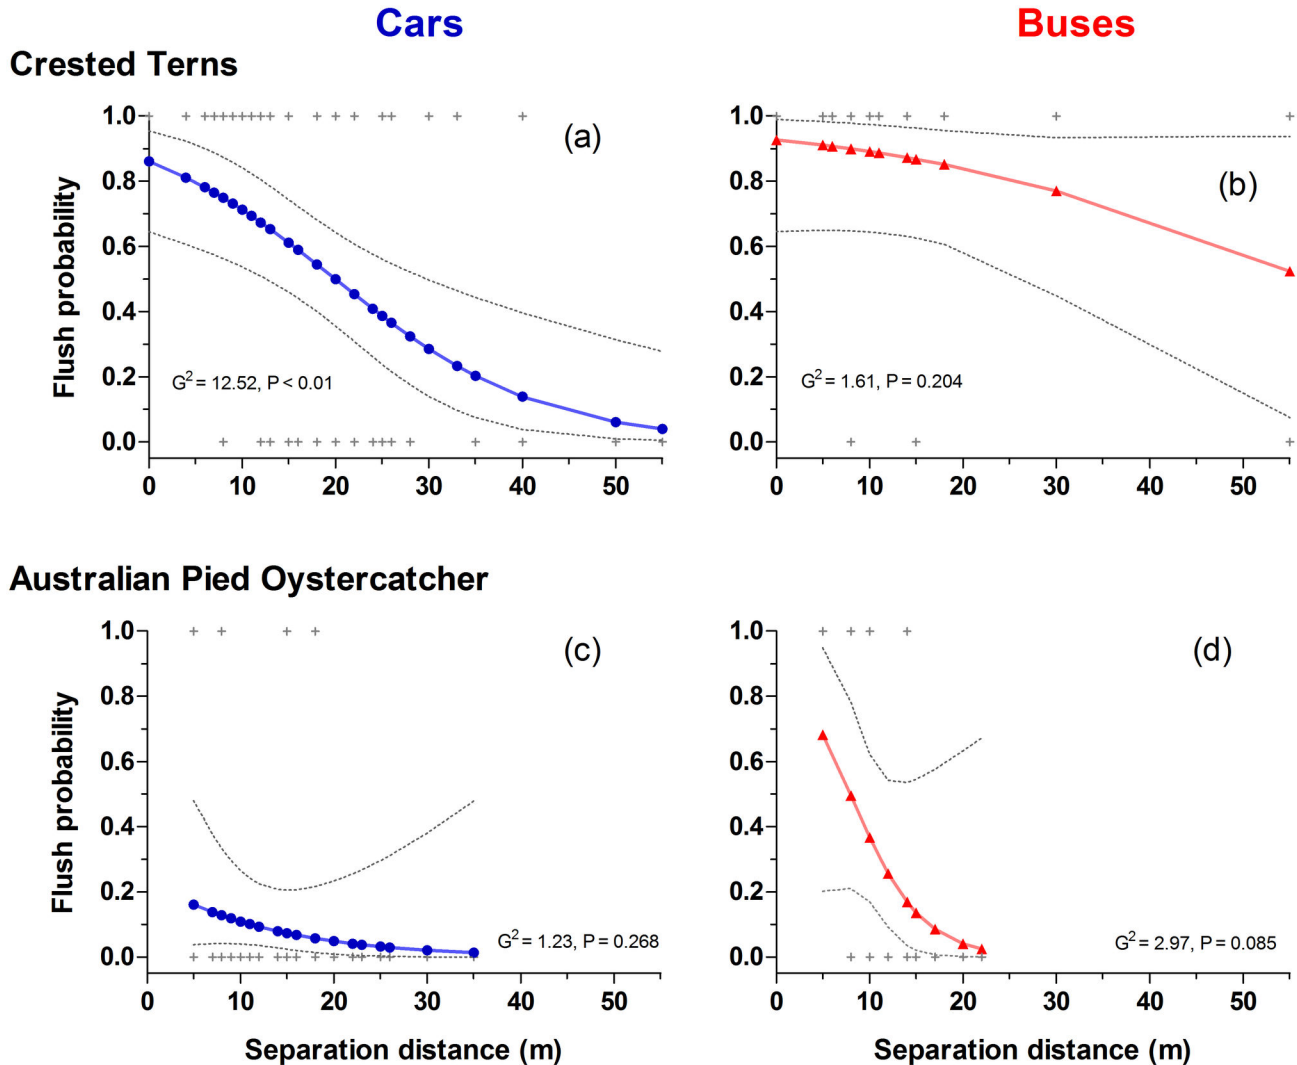 Cars Buses
Crested Terns
(a)
Flush probability
1.0
0.8
0.6
0.4
0.2
0.0
G² = 12.52, P < 0.01
0 10 20 30 40 50
(b)
1.0
0.8
0.6
0.4
0.2
0.0
G² = 1.61, P = 0.204
0 10 20 30 40 50
Australian Pied Oystercatcher
(c)
Flush probability
1.0
0.8
0.6
0.4
0.2
0.0
G² = 1.23, P = 0.268
0 10 20 30 40 50
Separation distance (m)
(d)
1.0
0.8
0.6
0.4
0.2
0.0
G² = 2.97, P = 0.085
0 10 20 30 40 50
Separation distance (m)